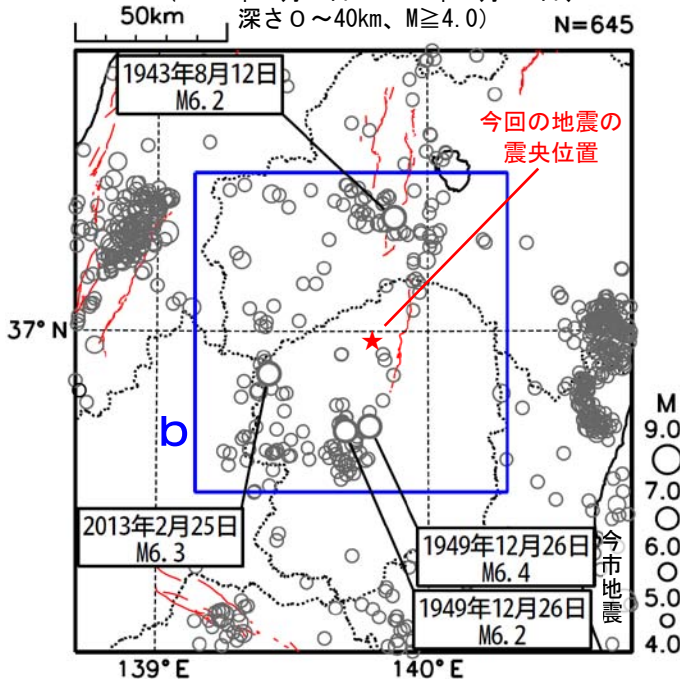 深さ0~40km、M≧4.0)
50km
N=645
1943年8月12日
M6.2
今回の地震の
震央位置
37°N
b
M
9.0
7.0
6.0
5.0
4.0
2013年2月25日
M6.3
1949年12月26日
M6.4
1949年12月26日
M6.2
今市地震
139°E
140°E